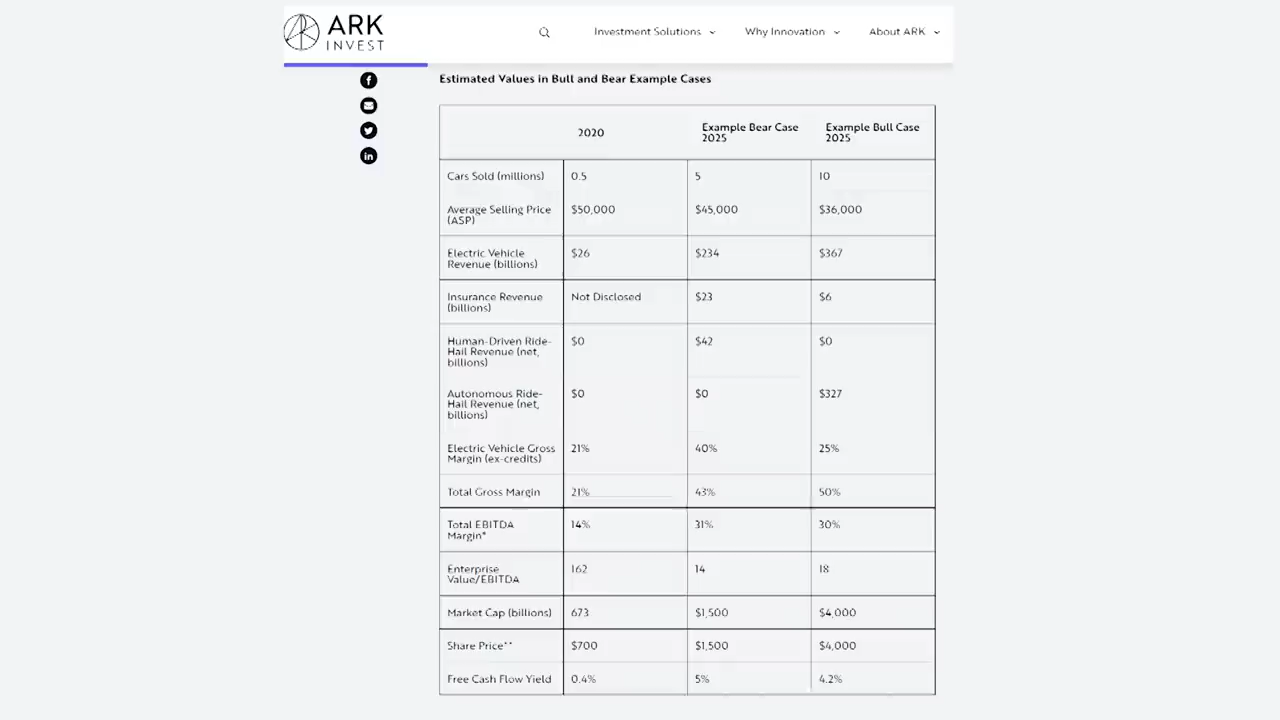 ARK
INVEST
Investment Solutions
Why Innovation
About ARK
Estimated Values in Bull and Bear Example Cases
2020
Example Bear Case
2025
Example Bull Case
2025
Cars Sold (millions)
0.5
5
10
Average Selling Price
(ASP)
$50,000
$45,000
$36,000
Electric Vehicle
Revenue (billions)
$26
$234
$367
Insurance Revenue
(billions)
Not Disclosed
$23
$6
Human-Driven Ride-
Hail Revenue (net,
billions)
$0
$42
$0
Autonomous Ride-
Hail Revenue (net,
billions)
$0
$0
$327
Electric Vehicle Gross
Margin (ex-credits)
21%
40%
25%
Total Gross Margin
21%
43%
50%
Total EBITDA
Margin*
14%
31%
30%
Enterprise
Value/EBITDA
162
14
18
Market Cap (billions)
673
$1,500
$4,000
Share Price**
$700
$1,500
$4,000
Free Cash Flow Yield
0.4%
5%
4.2%